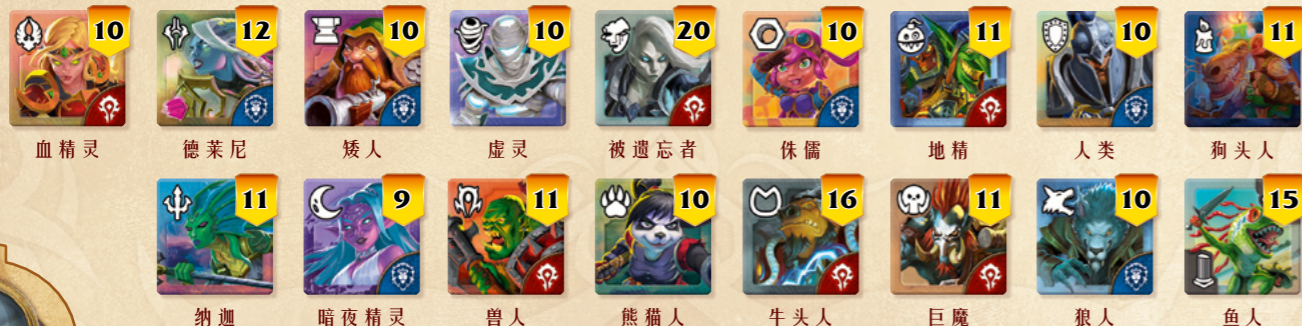 10 12 10 10 20 10 11 10 11
血精灵 德莱尼 矮人 虚灵 被遗忘者 侏儒 地精 人类 狗头人
11 9 11 10 16 11 10 15
纳迦 暗夜精灵 兽人 熊猫人 牛头人 巨魔 狼人 鱼人